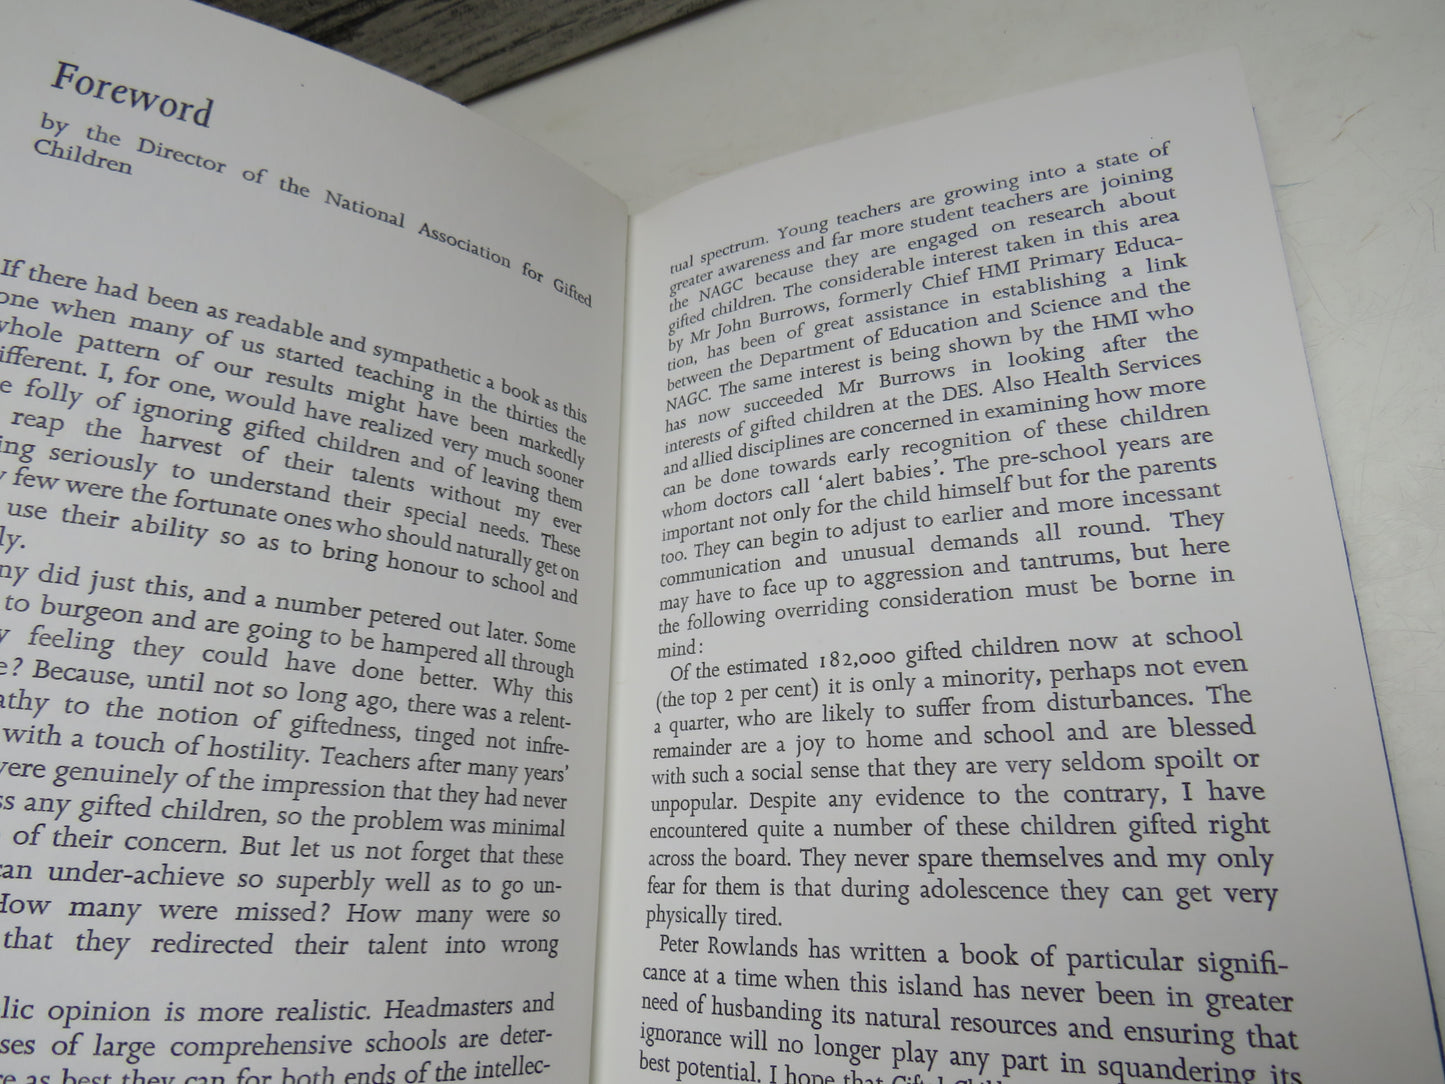 Foreword
by the Director of the National Association for Gifted
Children
If there had been as readable and sympathetic a book as this
one when many of us started teaching in the thirties the
whole pattern of our results might have been markedly
ifferent. I, for one, would have realized very much sooner
e folly of ignoring gifted children and of leaving them
reap the harvest of their talents without my ever
ing seriously to understand their special needs. These
y few were the fortunate ones who should naturally get on
use their ability so as to bring honour to school and
ly.
ny did just this, and a number petered out later. Some
to burgeon and are going to be hampered all through
y feeling they could have done better. Why this
e? Because, until not so long ago, there was a relent-
athy to the notion of giftedness, tinged not infre-
with a touch of hostility. Teachers after many years'
vere genuinely of the impression that they had never
ss any gifted children, so the problem was minimal
of their concern. But let us not forget that these
can under-achieve so superbly well as to go un-
How many were missed? How many were so
that they redirected their talent into wrong
lic opinion is more realistic. Headmasters and
ses of large comprehensive schools are deter-
re as best they can for both ends of the intellec-
tual spectrum. Young teachers are growing into a state of
greater awareness and far more student teachers are joining
the NAGC because they are engaged on research about
gifted children. The considerable interest taken in this area
by Mr John Burrows, formerly Chief HMI Primary Educa-
tion, has been of great assistance in establishing a link
between the Department of Education and Science and the
NAGC. The same interest is being shown by the HMI who
has now succeeded Mr Burrows in looking after the
interests of gifted children at the DES. Also Health Services
and allied disciplines are concerned in examining how more
can be done towards early recognition of these children
whom doctors call 'alert babies'. The pre-school years are
important not only for the child himself but for the parents
too. They can begin to adjust to earlier and more incessant
communication and unusual demands all round. They
may have to face up to aggression and tantrums, but here
the following overriding consideration must be borne in
mind:
Of the estimated 182,000 gifted children now at school
(the top 2 per cent) it is only a minority, perhaps not even
a quarter, who are likely to suffer from disturbances. The
remainder are a joy to home and school and are blessed
with such a social sense that they are very seldom spoilt or
unpopular. Despite any evidence to the contrary, I have
encountered quite a number of these children gifted right
across the board. They never spare themselves and my only
fear for them is that during adolescence they can get very
physically tired.
Peter Rowlands has written a book of particular signifi-
cance at a time when this island has never been in greater
need of husbanding its natural resources and ensuring that
ignorance will no longer play any part in squandering its
best potential. I hope that Gifted